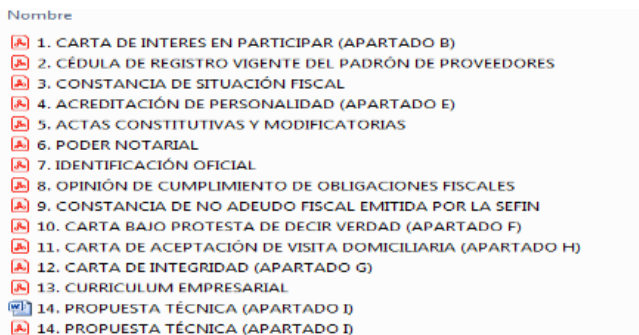 Nombre
1. CARTA DE INTERES EN PARTICIPAR (APARTADO B)
2. CÉDULA DE REGISTRO VIGENTE DEL PADRÓN DE PROVEEDORES
3. CONSTANCIA DE SITUACIÓN FISCAL
4. ACREDITACIÓN DE PERSONALIDAD (APARTADO E)
5. ACTAS CONSTITUTIVAS Y MODIFICATORIAS
6. PODER NOTARIAL
7. IDENTIFICACIÓN OFICIAL
8. OPINIÓN DE CUMPLIMIENTO DE OBLIGACIONES FISCALES
9. CONSTANCIA DE NO ADEUDO FISCAL EMITIDA POR LA SEFIN
10. CARTA BAJO PROTESTA DE DECIR VERDAD (APARTADO F)
11. CARTA DE ACEPTACIÓN DE VISITA DOMICILIARIA (APARTADO H)
12. CARTA DE INTEGRIDAD (APARTADO G)
13. CURRICULUM EMPRESARIAL
14. PROPUESTA TÉCNICA (APARTADO I)
14. PROPUESTA TÉCNICA (APARTADO I)